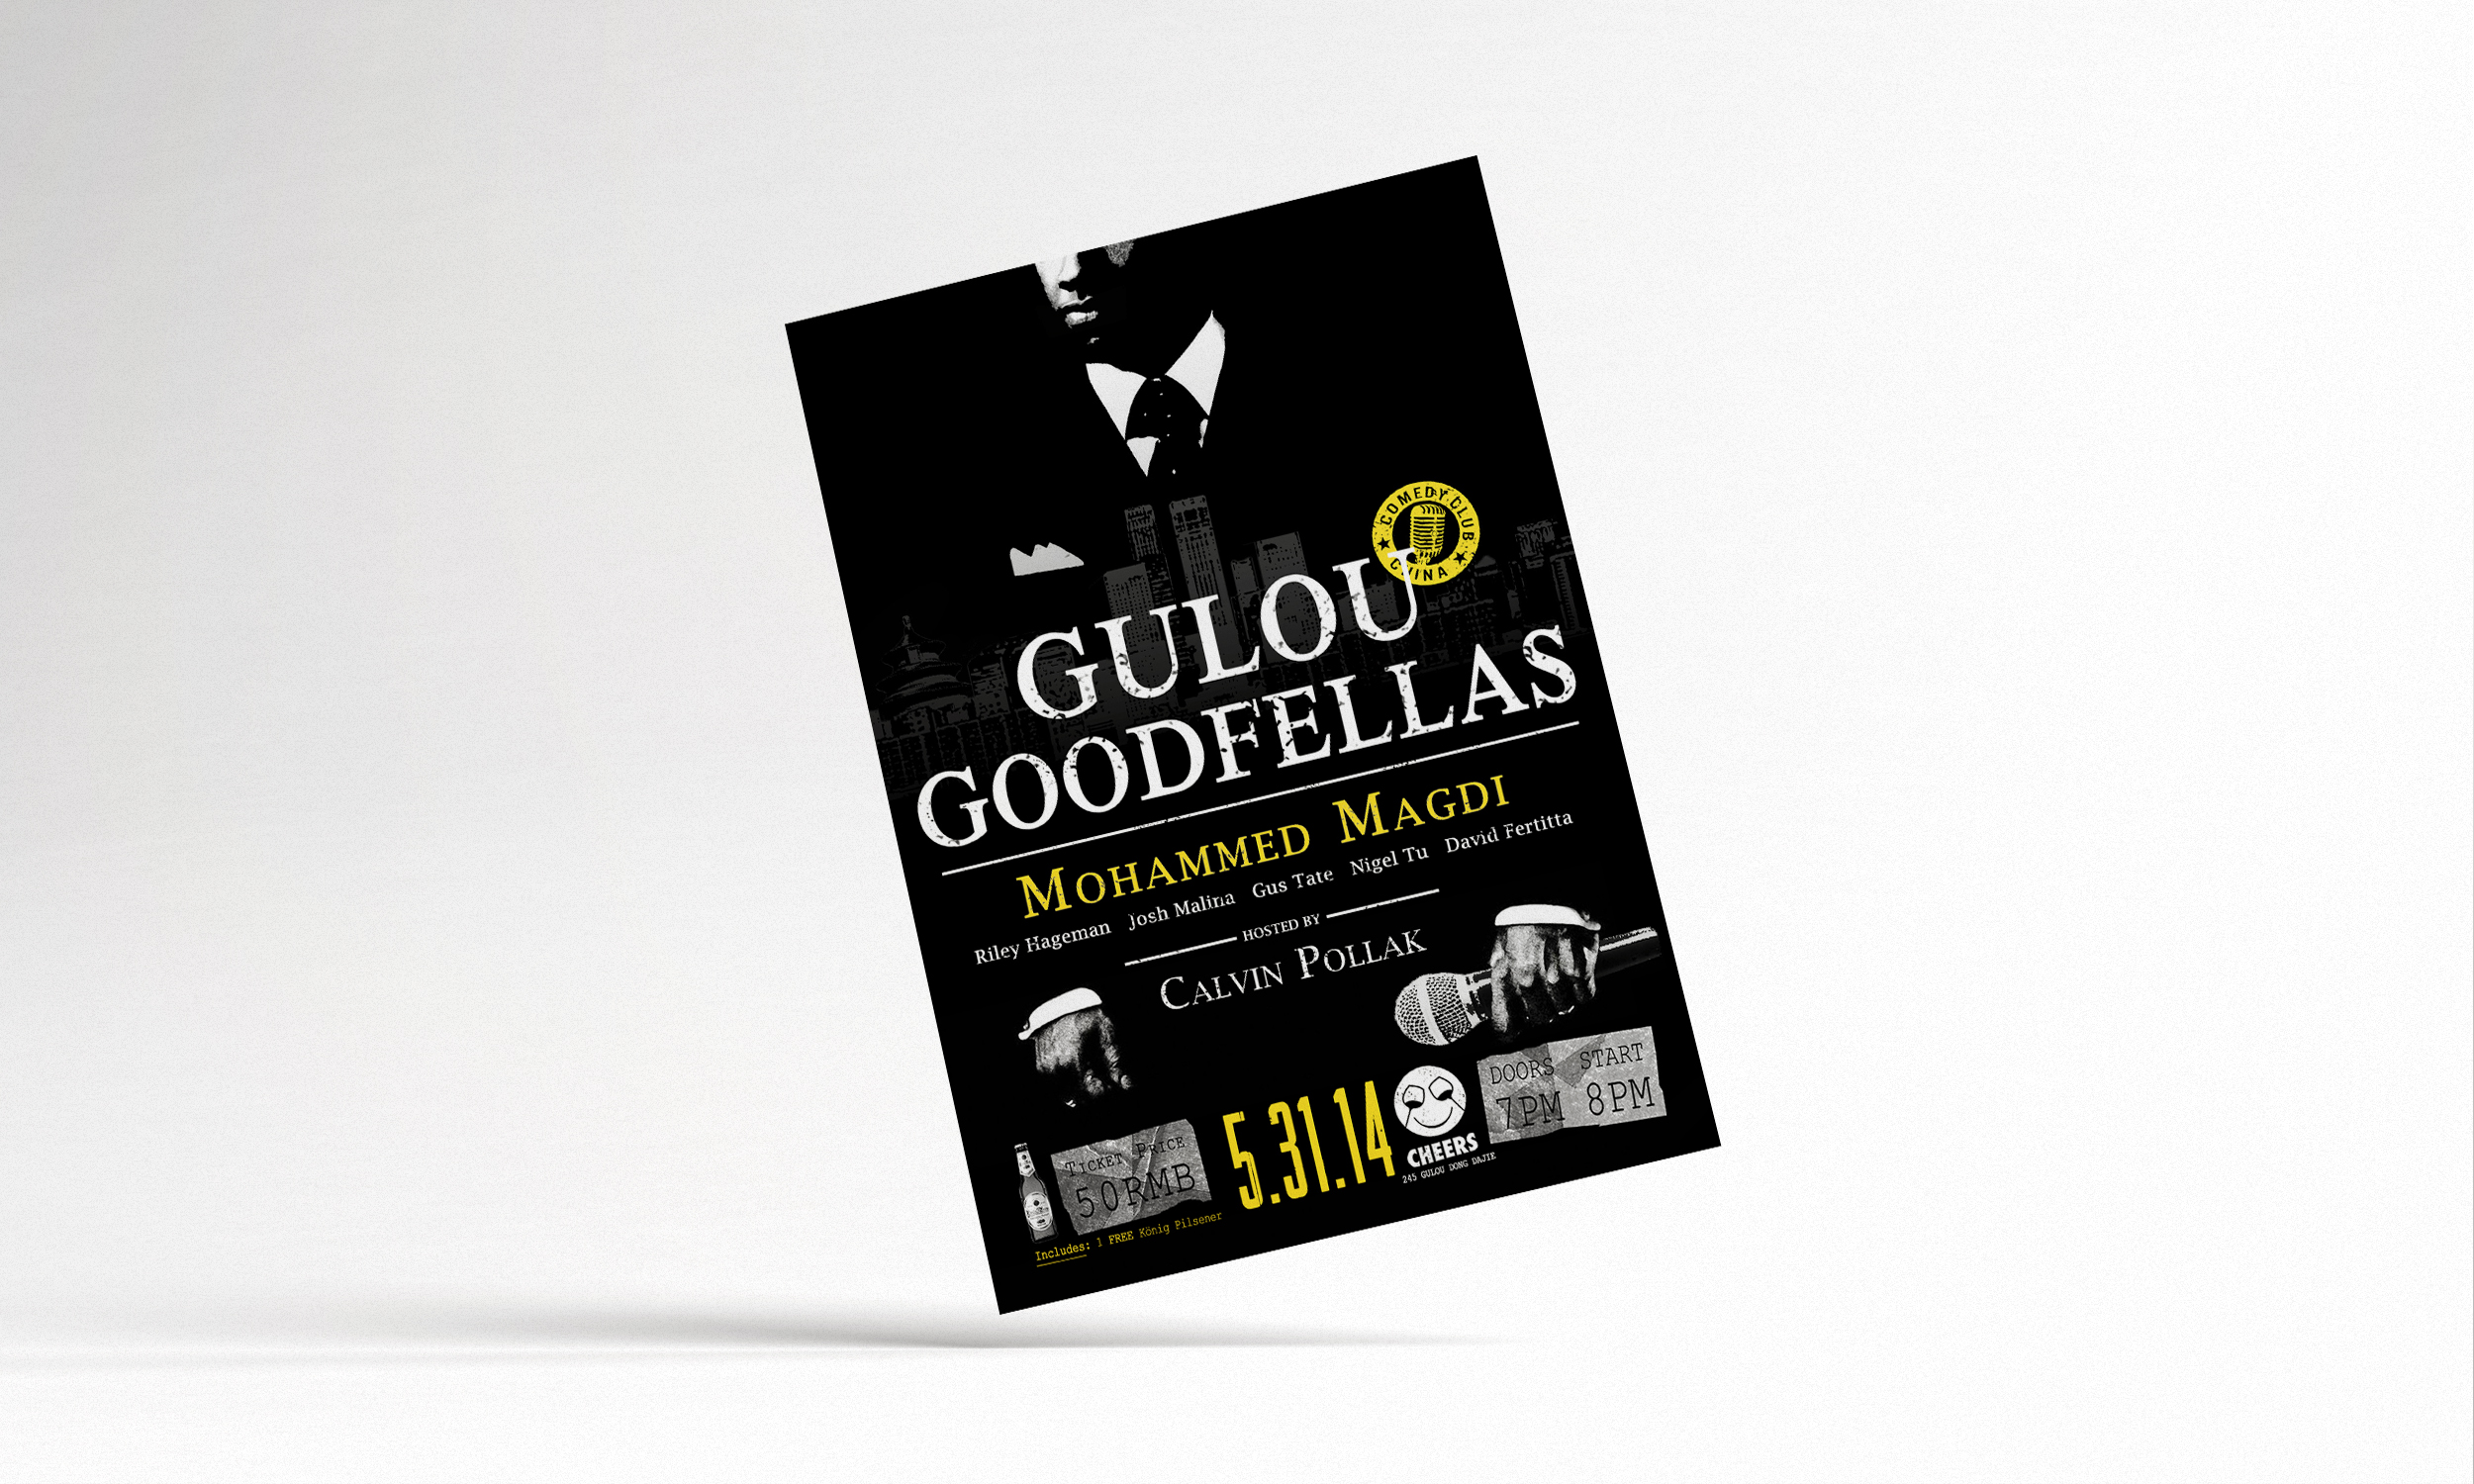 COMEDY CLUB
CHINA
GULOU
GOODFELLAS
MOHAMMED MAGDI
Riley Hageman Josh Malina Gus Tate Nigel Tu David Fertitta
HOSTED BY
CALVIN POLLAK
TICKET PRICE
50RMB
Includes: 1 FREE König Pilsener
5.31.14
CHEERS
245 GULOU DONG DAJIE
DOORS START
7PM 8PM